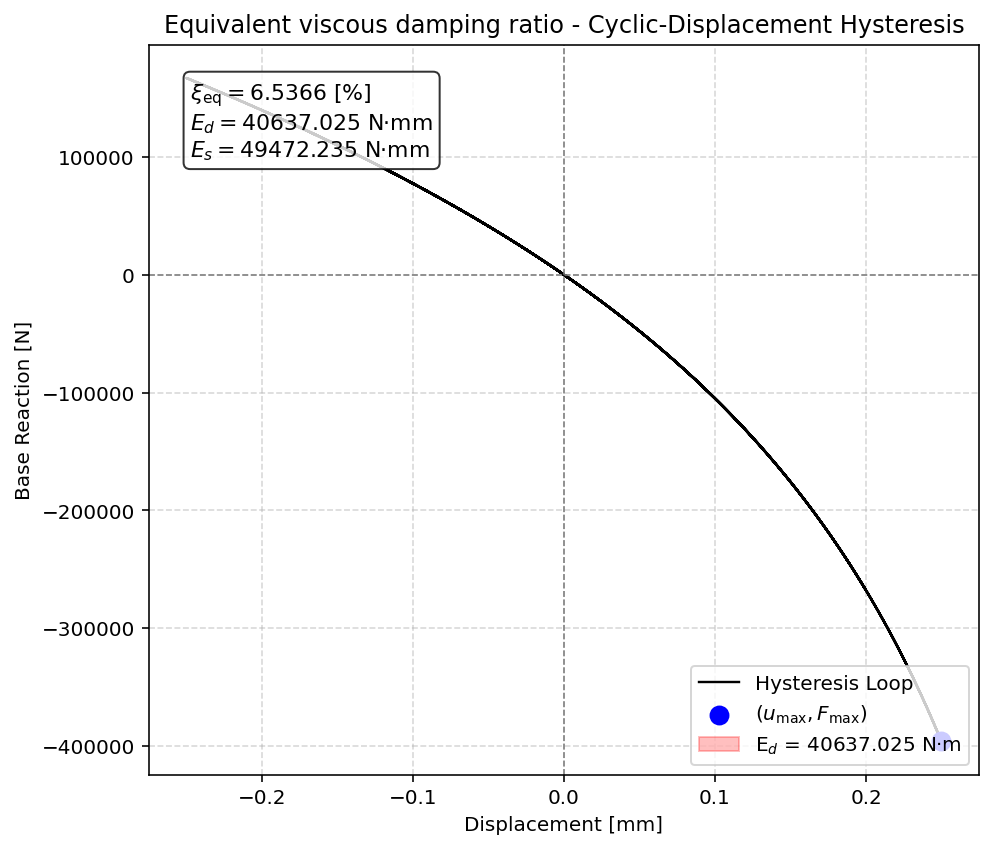 Equivalent viscous damping ratio - Cyclic-Displacement Hysteresis
ξeq = 6.5366 [%]
Ed = 40637.025 N·mm
Es = 49472.235 N·mm
100000
0
−100000
−200000
−300000
−400000
Base Reaction [N]
Hysteresis Loop
(umax, Fmax)
Ed = 40637.025 N·m
−0.2
−0.1
0.0
0.1
0.2
Displacement [mm]